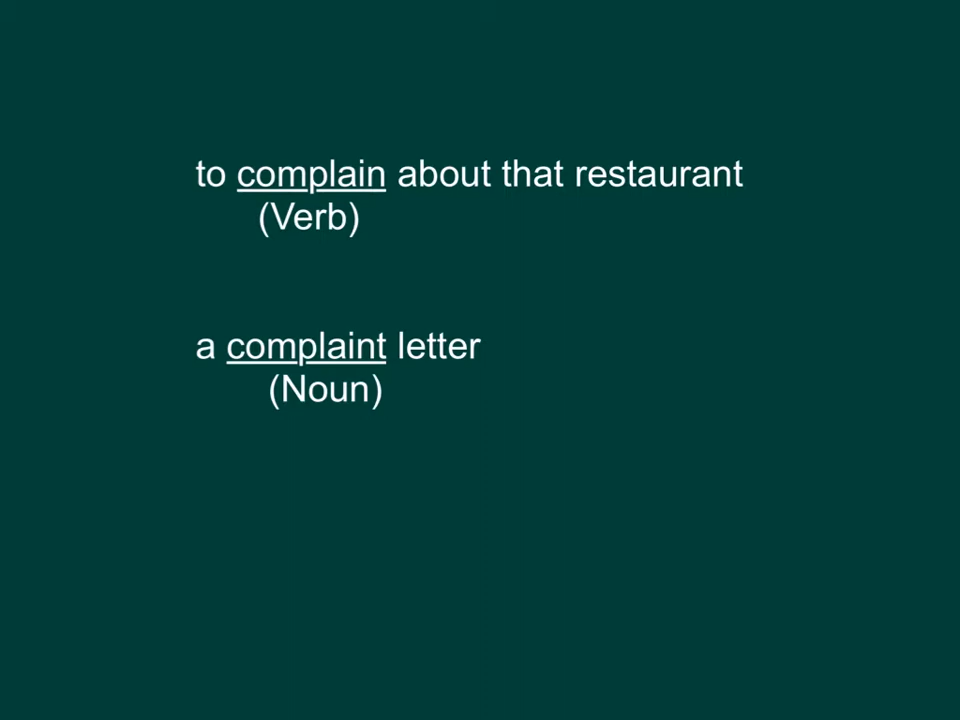 to complain about that restaurant
(Verb)
a complaint letter
(Noun)